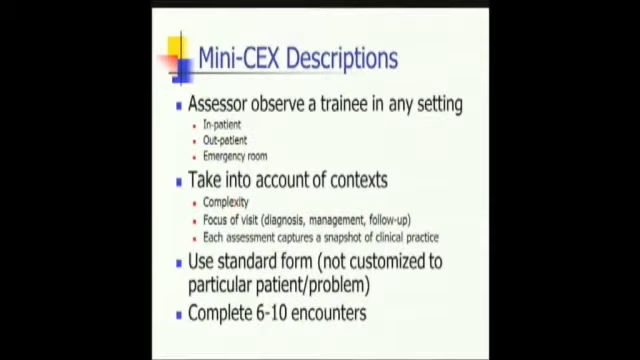 Mini-CEX Descriptions
Assessor observe a trainee in any setting
In-patient
Out-patient
Emergency room
Take into account of contexts
Complexity
Focus of visit (diagnosis, management, follow-up)
Each assessment captures a snapshot of clinical practice
Use standard form (not customized to
particular patient/problem)
Complete 6-10 encounters